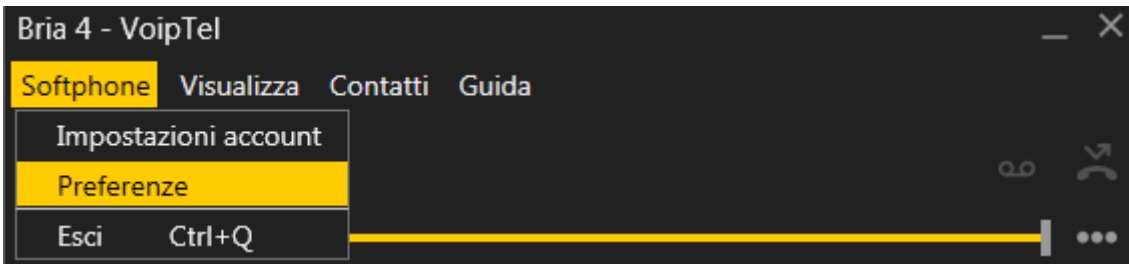 Bria 4 - VoipTel
Softphone Visualizza Contatti Guida
Impostazioni account
Preferenze
Esci Ctrl+Q